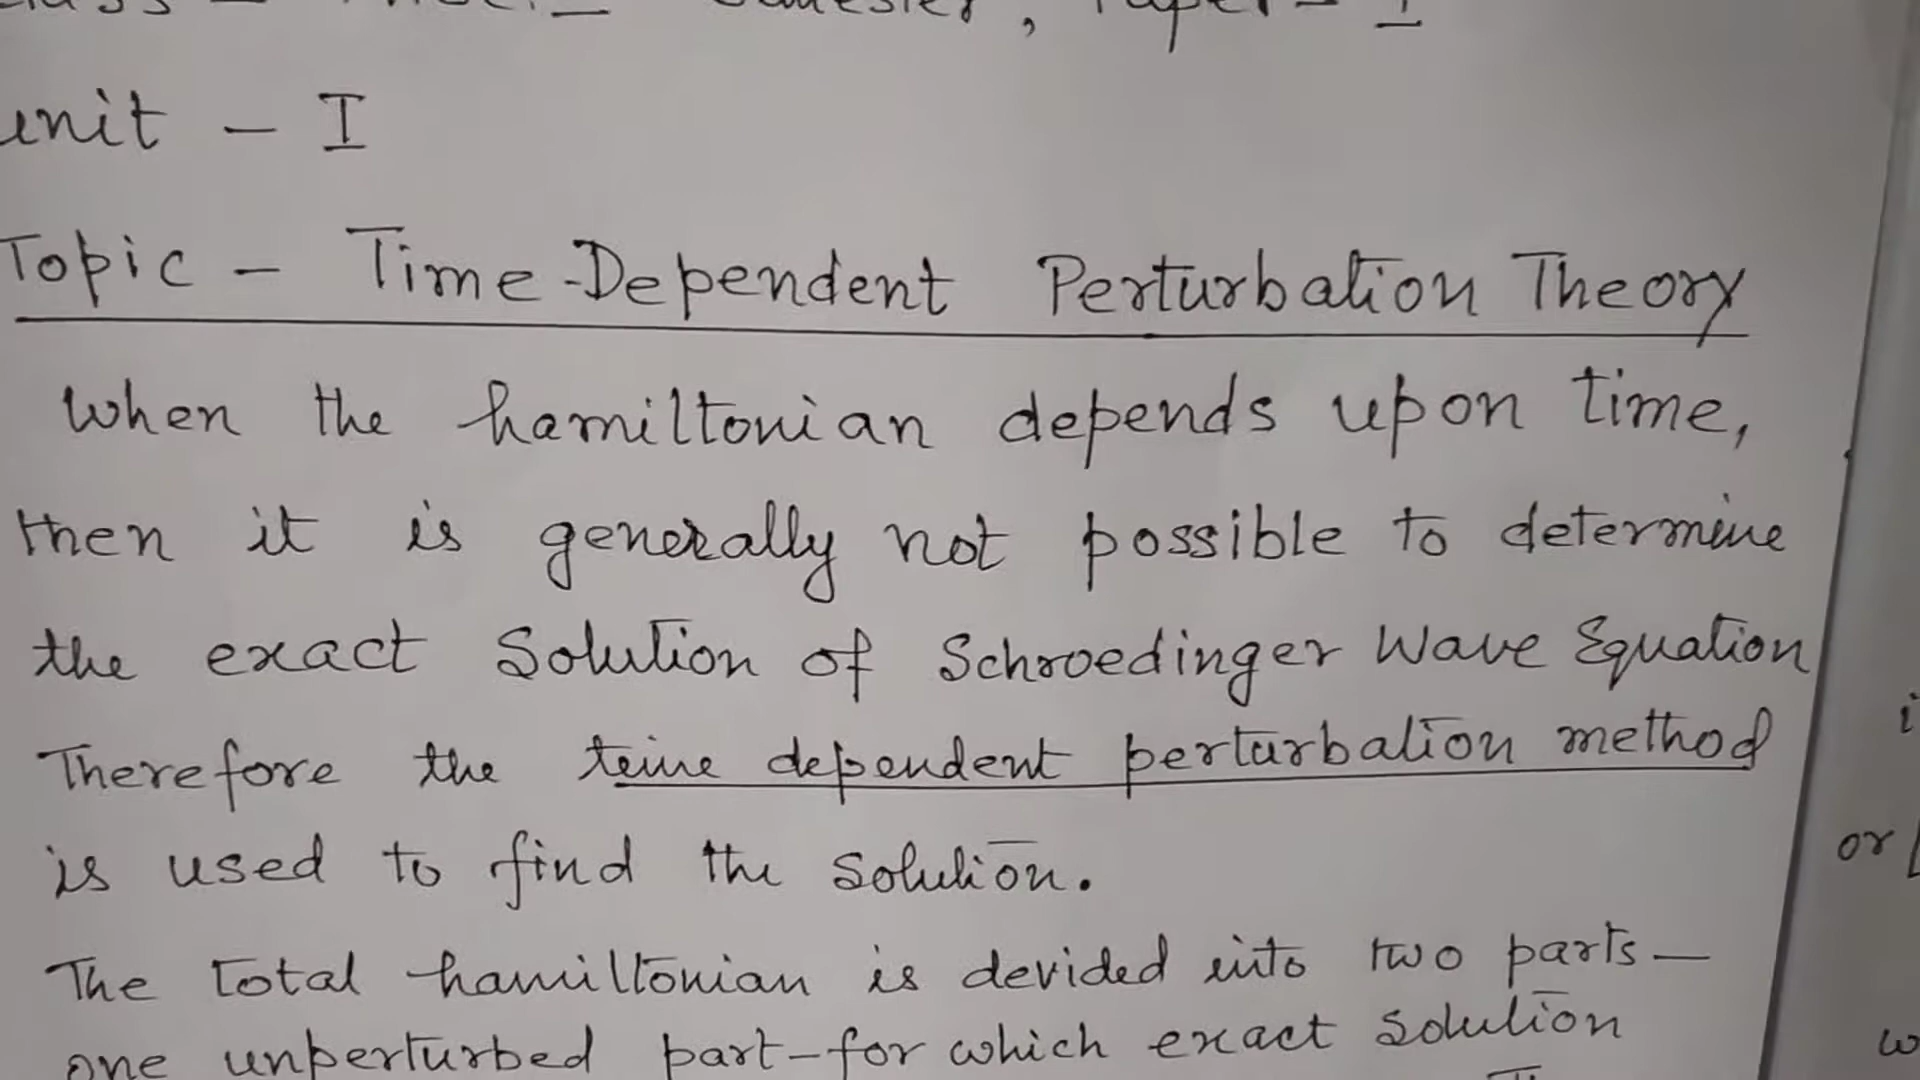 Semester, Paper - I
unit - I
Topic - Time-Dependent Perturbation Theory
When the hamiltonian depends upon time,
then it is generally not possible to determine
the exact Solution of Schroedinger Wave Equation
Therefore the time dependent perturbation method
is used to find the solution.
The total hamiltonian is devided into two parts—
one unperturbed part-for which exact solution
or